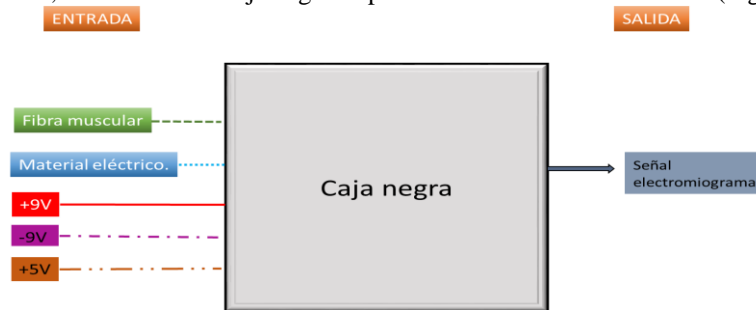 ENTRADA
SALIDA
Fibra muscular
Material eléctrico.
+9V
-9V
+5V
Caja negra
Señal
electromiograma